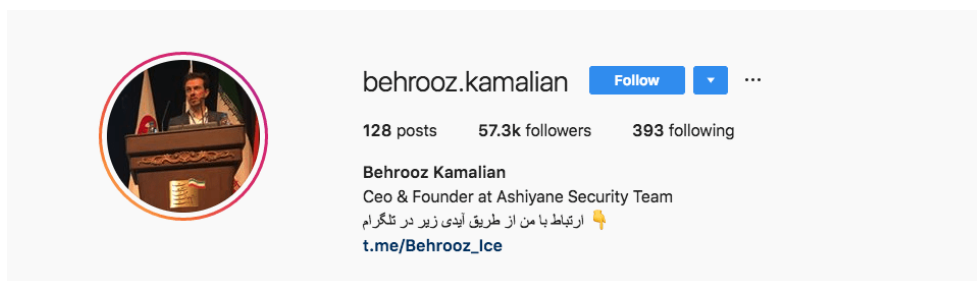 behrooz.kamalian Follow
128 posts 57.3k followers 393 following
Behrooz Kamalian
Ceo & Founder at Ashiyane Security Team
ارتباط با من از طریق آیدی زیر در تلگرام 👇
t.me/Behrooz_Ice